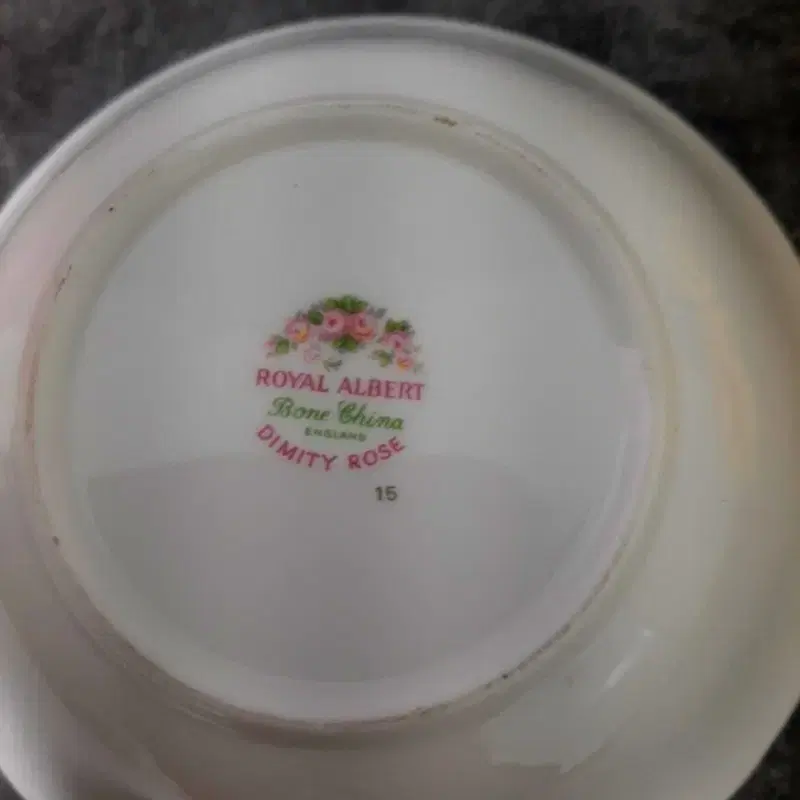 ROYAL ALBERT
Bone China
ENGLAND
DIMITY ROSE
15